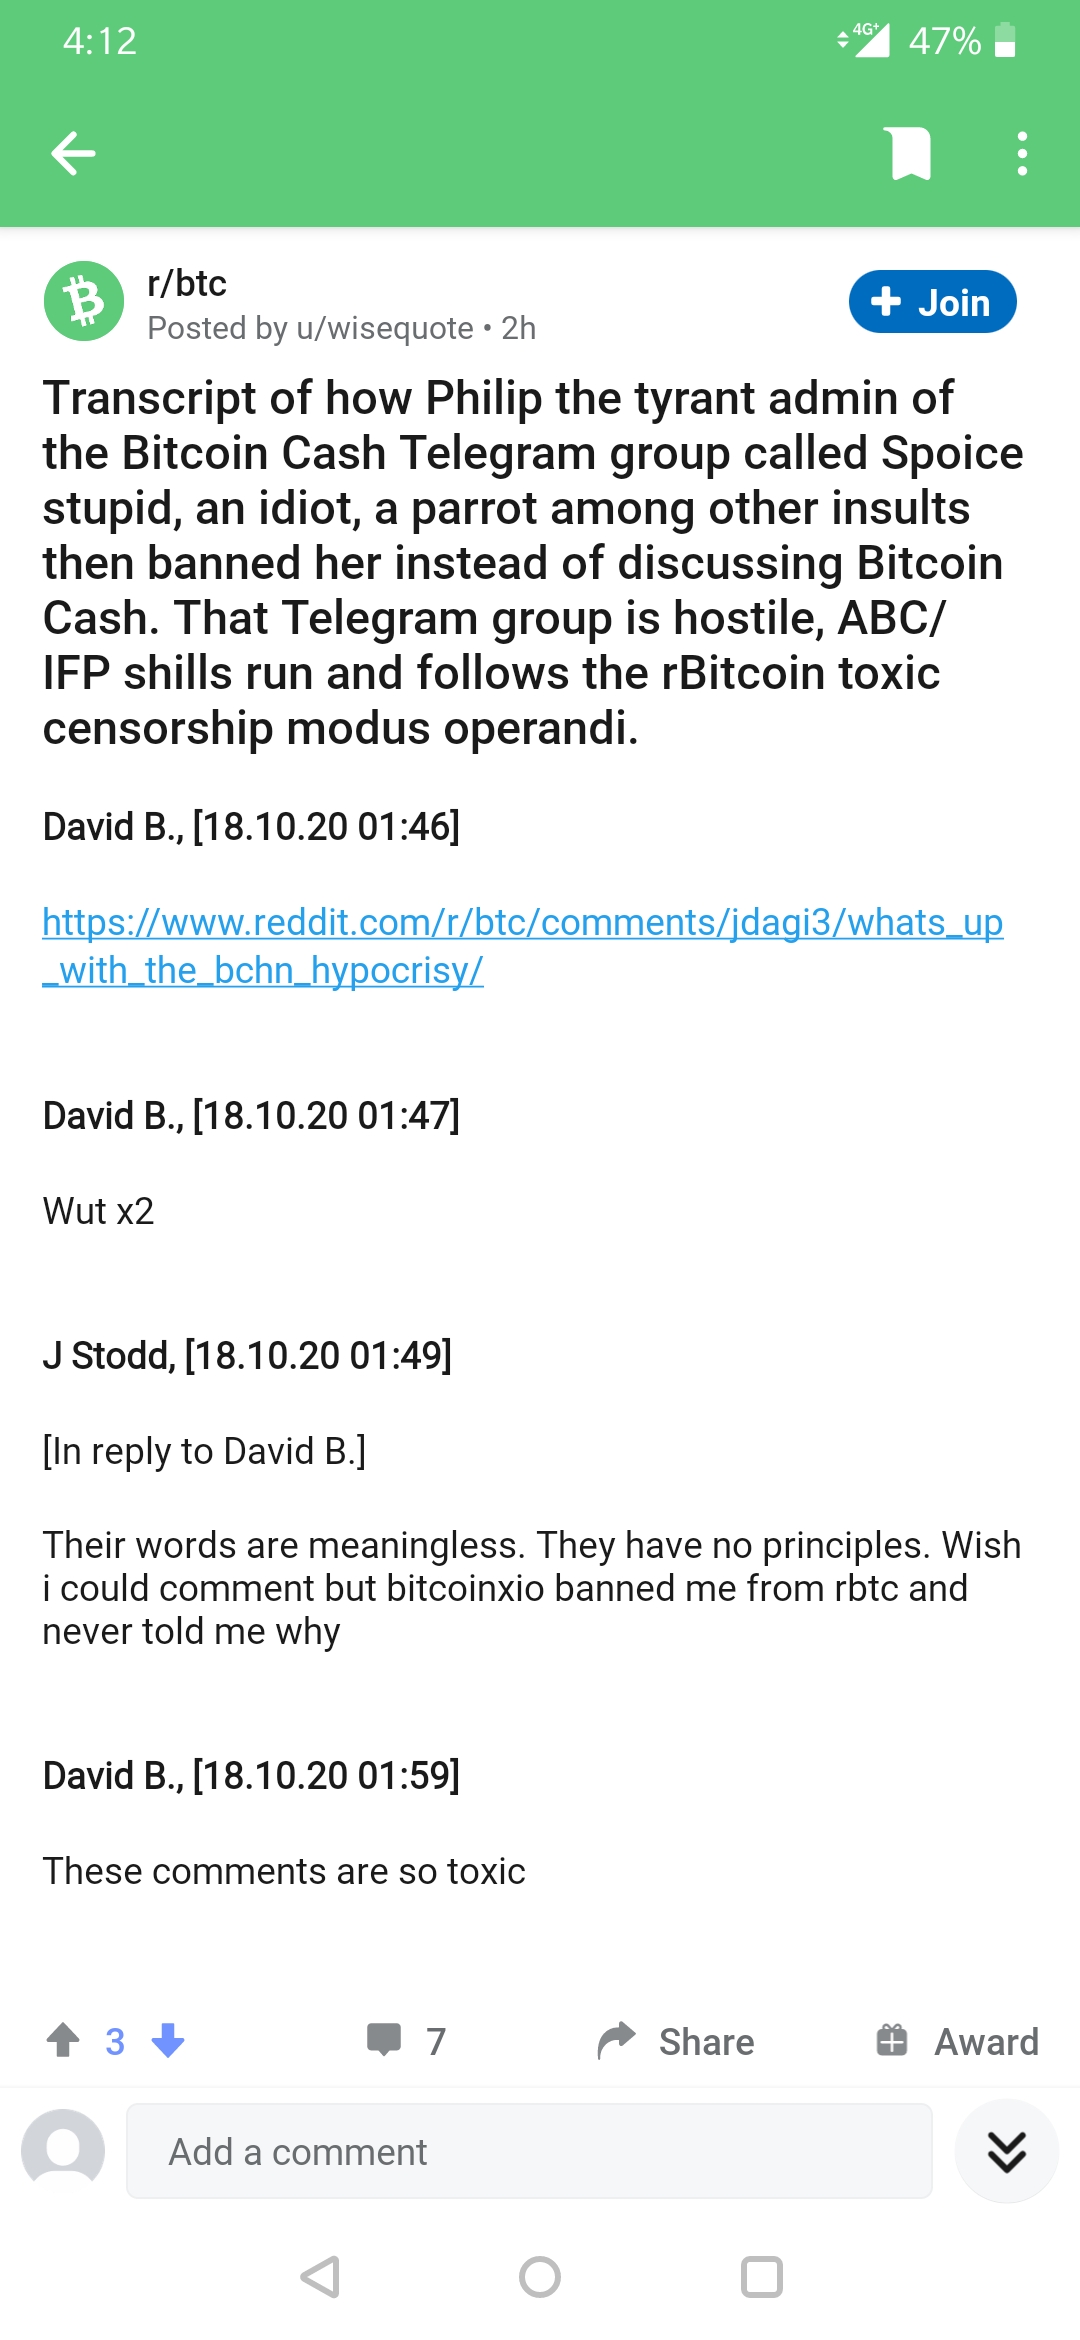 4:12
4G+ 47%
r/btc
Posted by u/wisequote • 2h
+ Join
Transcript of how Philip the tyrant admin of
the Bitcoin Cash Telegram group called Spoice
stupid, an idiot, a parrot among other insults
then banned her instead of discussing Bitcoin
Cash. That Telegram group is hostile, ABC/
IFP shills run and follows the rBitcoin toxic
censorship modus operandi.
David B., [18.10.20 01:46]
https://www.reddit.com/r/btc/comments/jdagi3/whats_up
_with_the_bchn_hypocrisy/
David B., [18.10.20 01:47]
Wut x2
J Stodd, [18.10.20 01:49]
[In reply to David B.]
Their words are meaningless. They have no principles. Wish
i could comment but bitcoinxio banned me from rbtc and
never told me why
David B., [18.10.20 01:59]
These comments are so toxic
3 7 Share Award
Add a comment